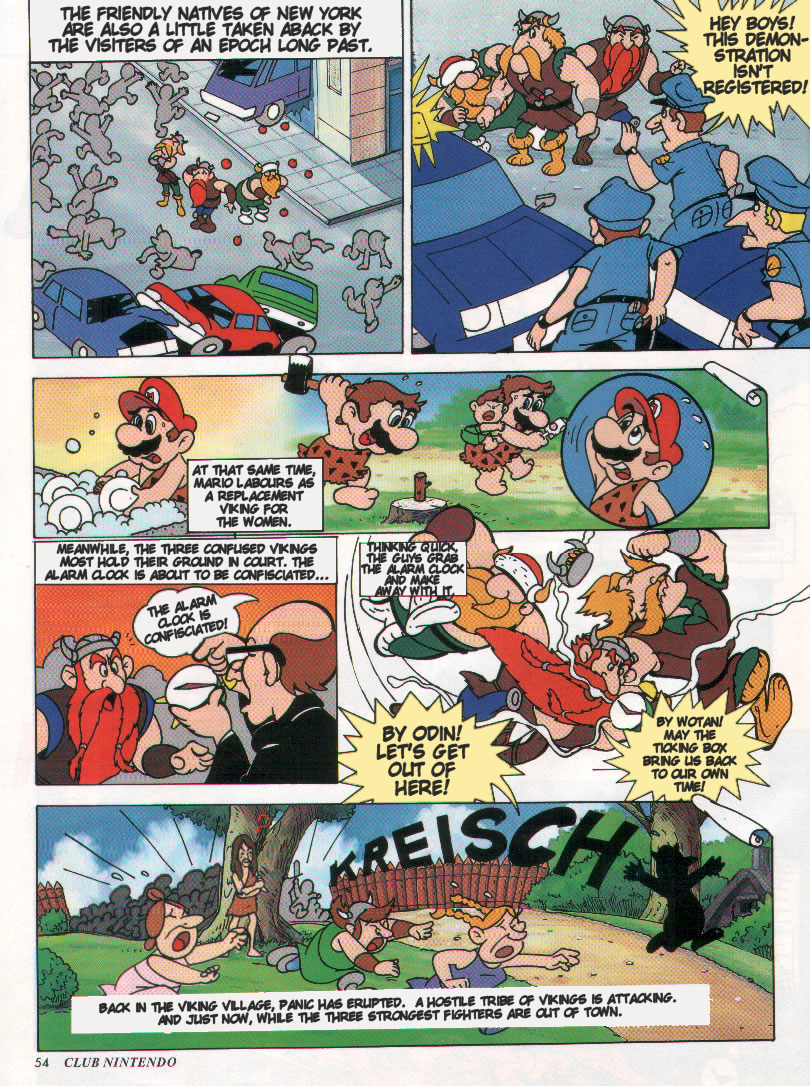 THE FRIENDLY NATIVES OF NEW YORK
ARE ALSO A LITTLE TAKEN ABACK BY
THE VISITERS OF AN EPOCH LONG PAST.
HEY BOYS!
THIS DEMON-
STRATION
ISN'T
REGISTERED!
AT THAT SAME TIME,
MARIO LABOURS AS
A REPLACEMENT
VIKING FOR
THE WOMEN.
MEANWHILE, THE THREE CONFUSED VIKINGS
MOST HOLD THEIR GROUND IN COURT. THE
ALARM CLOCK IS ABOUT TO BE CONFISCIATED...
THE ALARM
CLOCK IS
CONFISCIATED!
THINKING QUICK,
THE GUYS GRAB
THE ALARM CLOCK
AND MAKE
AWAY WITH IT.
BY ODIN!
LET'S GET
OUT OF
HERE!
BY WOTAN!
MAY THE
TICKING BOX
BRING US BACK
TO OUR OWN
TIME!
KREISCH
BACK IN THE VIKING VILLAGE, PANIC HAS ERUPTED. A HOSTILE TRIBE OF VIKINGS IS ATTACKING.
AND JUST NOW, WHILE THE THREE STRONGEST FIGHTERS ARE OUT OF TOWN.
54 CLUB NINTENDO